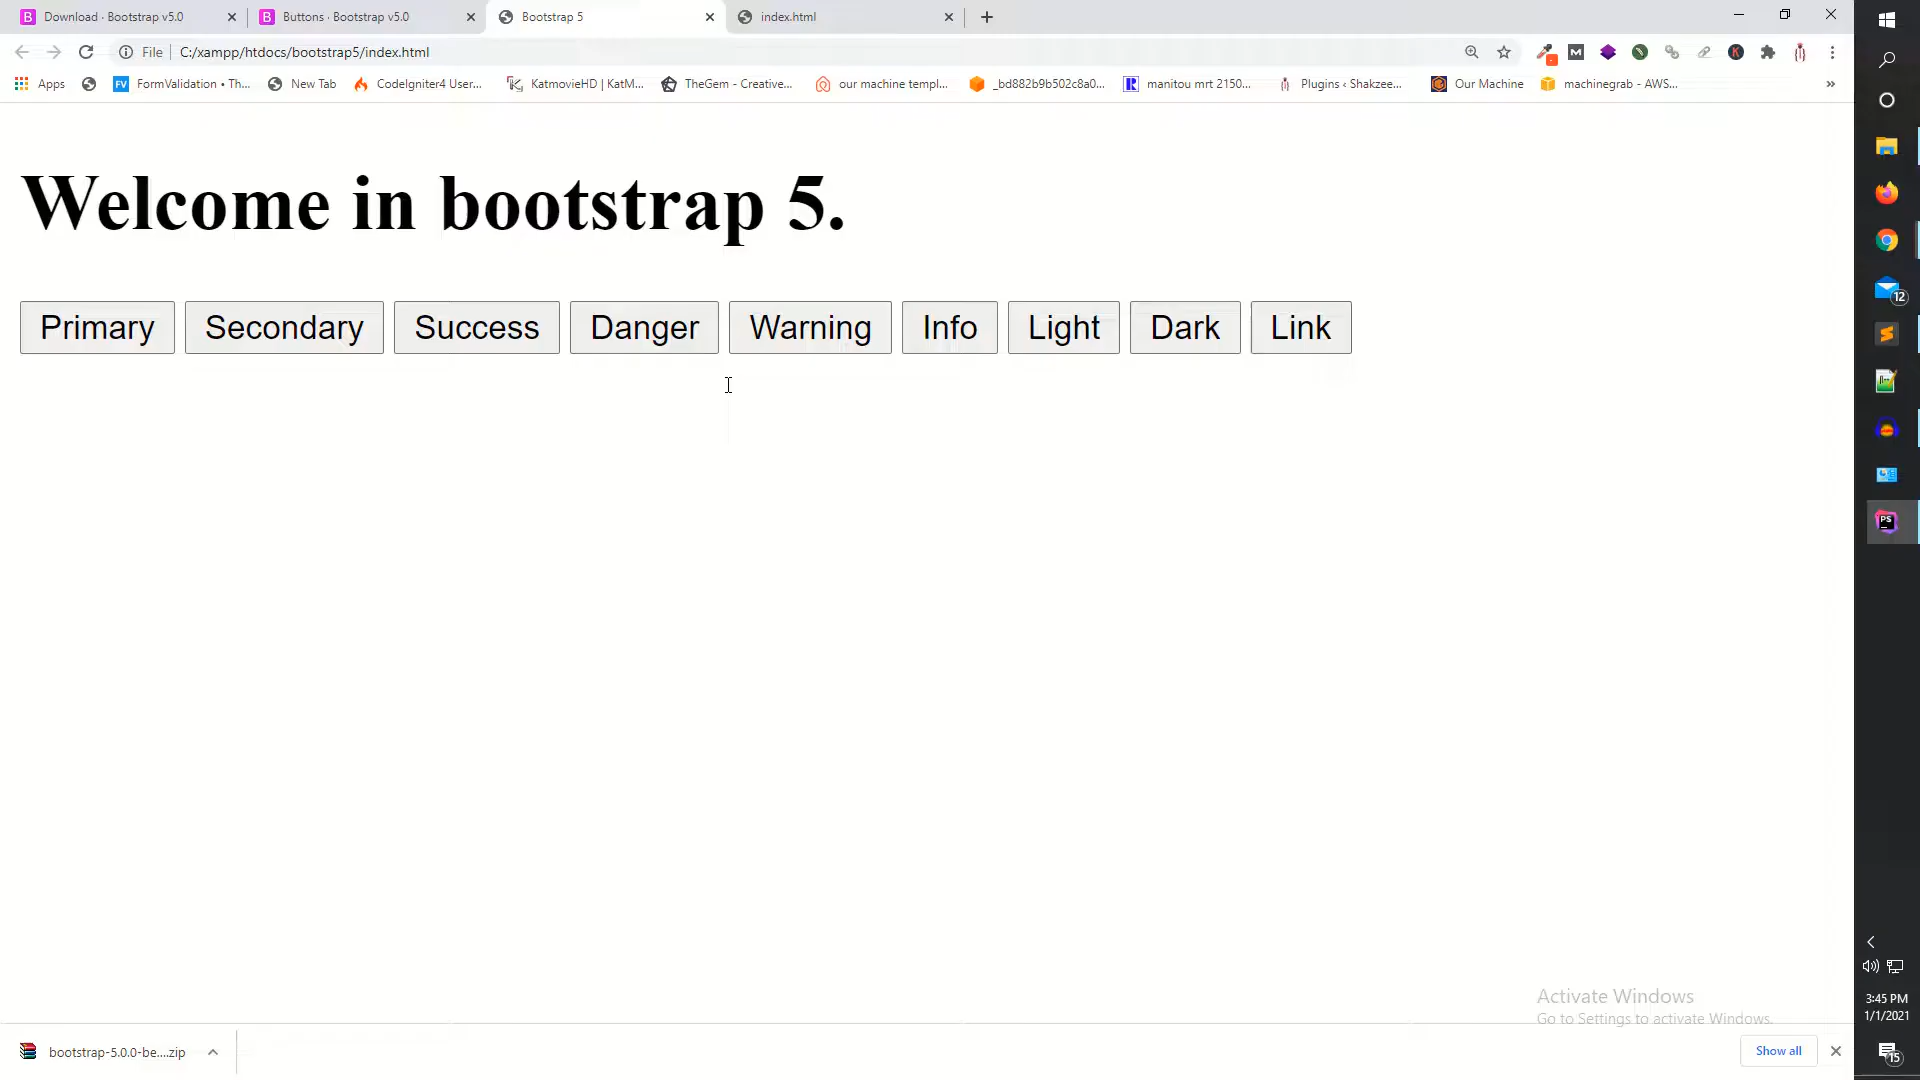 Download · Bootstrap v5.0
Buttons · Bootstrap v5.0
Bootstrap 5
index.html
File
C:/xampp/htdocs/bootstrap5/index.html
Apps
FormValidation • Th...
New Tab
CodeIgniter4 User...
KatmovieHD | KatM...
TheGem - Creative...
our machine templ...
_bd882b9b502c8a0...
manitou mrt 2150...
Plugins ‹ Shakzee...
Our Machine
machinegrab - AWS...
»
Welcome in bootstrap 5.
Primary Secondary Success Danger Warning Info Light Dark Link
12
PS
Activate Windows
Go to Settings to activate Windows.
3:45 PM
1/1/2021
bootstrap-5.0.0-be....zip
Show all
15